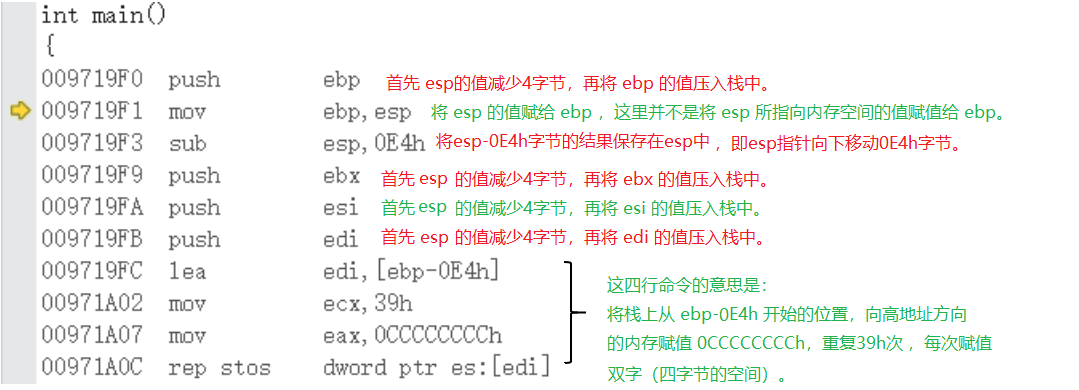 int main()
{
009719F0 push ebp 首先 esp的值减少4字节，再将 ebp 的值压入栈中。
009719F1 mov ebp,esp 将 esp 的值赋给 ebp ，这里并不是将 esp 所指向内存空间的值赋值给 ebp。
009719F3 sub esp,0E4h 将esp-0E4h字节的结果保存在esp中 ，即esp指针向下移动0E4h字节。
009719F9 push ebx 首先 esp 的值减少4字节，再将 ebx 的值压入栈中。
009719FA push esi 首先 esp 的值减少4字节，再将 esi 的值压入栈中。
009719FB push edi 首先 esp 的值减少4字节，再将 edi 的值压入栈中。
009719FC lea edi,[ebp-0E4h]
00971A02 mov ecx,39h
00971A07 mov eax,0CCCCCCCCh
00971A0C rep stos dword ptr es:[edi]
这四行命令的意思是：
将栈上从 ebp-0E4h 开始的位置，向高地址方向
的内存赋值 0CCCCCCCCh，重复39h次 ，每次赋值
双字（四字节的空间）。